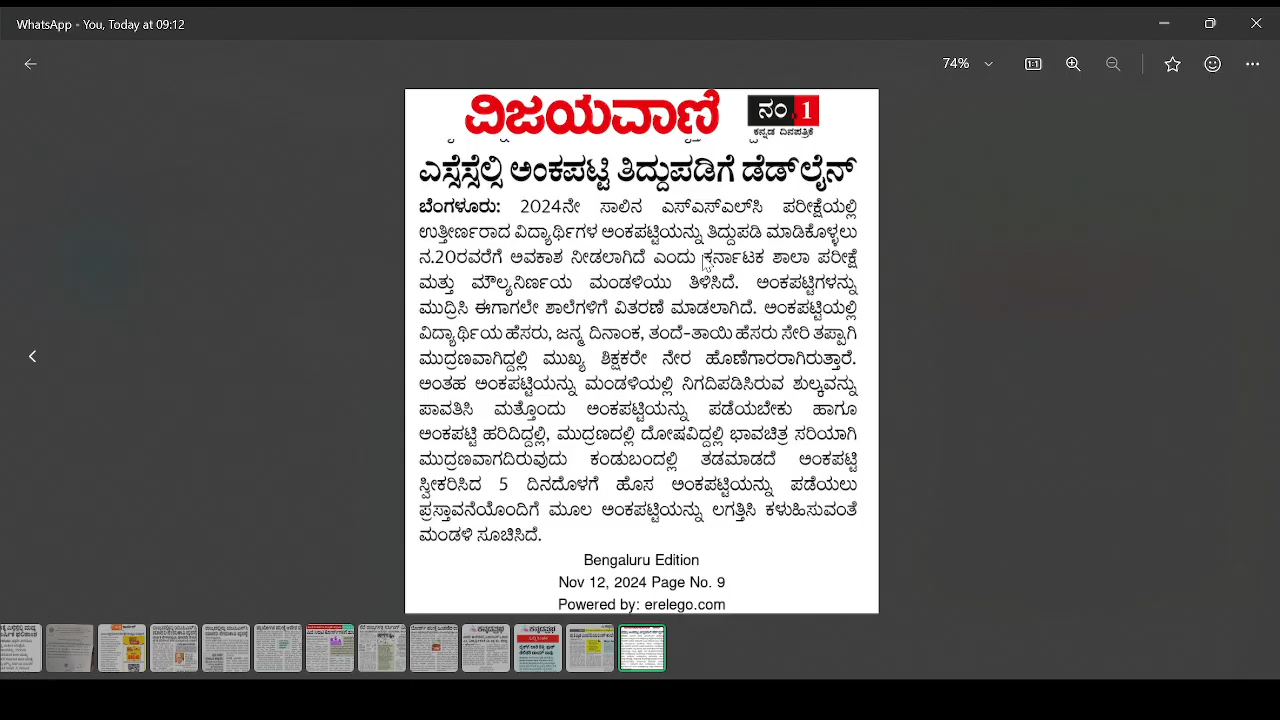 WhatsApp - You, Today at 09:12
74%
1:1
ವಿಜಯವಾಣಿ
ನಂ.1
ಕನ್ನಡ ದಿನಪತ್ರಿಕೆ
ಎಸ್ಸೆಸ್ಸೆಲ್ಸಿ ಅಂಕಪಟ್ಟಿ ತಿದ್ದುಪಡಿಗೆ ಡೆಡ್‌ಲೈನ್
ಬೆಂಗಳೂರು: 2024ನೇ ಸಾಲಿನ ಎಸ್‌ಎಸ್‌ಎಲ್‌ಸಿ ಪರೀಕ್ಷೆಯಲ್ಲಿ
ಉತ್ತೀರ್ಣರಾದ ವಿದ್ಯಾರ್ಥಿಗಳ ಅಂಕಪಟ್ಟಿಯನ್ನು ತಿದ್ದುಪಡಿ ಮಾಡಿಕೊಳ್ಳಲು
ನ.20ರವರೆಗೆ ಅವಕಾಶ ನೀಡಲಾಗಿದೆ ಎಂದು ಕರ್ನಾಟಕ ಶಾಲಾ ಪರೀಕ್ಷೆ
ಮತ್ತು ಮೌಲ್ಯನಿರ್ಣಯ ಮಂಡಳಿಯು ತಿಳಿಸಿದೆ. ಅಂಕಪಟ್ಟಿಗಳನ್ನು
ಮುದ್ರಿಸಿ ಈಗಾಗಲೇ ಶಾಲೆಗಳಿಗೆ ವಿತರಣೆ ಮಾಡಲಾಗಿದೆ. ಅಂಕಪಟ್ಟಿಯಲ್ಲಿ
ವಿದ್ಯಾರ್ಥಿಯ ಹೆಸರು, ಜನ್ಮ ದಿನಾಂಕ, ತಂದೆ-ತಾಯಿ ಹೆಸರು ಸೇರಿ ತಪ್ಪಾಗಿ
ಮುದ್ರಣವಾಗಿದ್ದಲ್ಲಿ ಮುಖ್ಯ ಶಿಕ್ಷಕರೇ ನೇರ ಹೊಣೆಗಾರರಾಗಿರುತ್ತಾರೆ.
ಅಂತಹ ಅಂಕಪಟ್ಟಿಯನ್ನು ಮಂಡಳಿಯಲ್ಲಿ ನಿಗದಿಪಡಿಸಿರುವ ಶುಲ್ಕವನ್ನು
ಪಾವತಿಸಿ ಮತ್ತೊಂದು ಅಂಕಪಟ್ಟಿಯನ್ನು ಪಡೆಯಬೇಕು ಹಾಗೂ
ಅಂಕಪಟ್ಟಿ ಹರಿದಿದ್ದಲ್ಲಿ, ಮುದ್ರಣದಲ್ಲಿ ದೋಷವಿದ್ದಲ್ಲಿ ಭಾವಚಿತ್ರ ಸರಿಯಾಗಿ
ಮುದ್ರಣವಾಗದಿರುವುದು ಕಂಡುಬಂದಲ್ಲಿ ತಡಮಾಡದೆ ಅಂಕಪಟ್ಟಿ
ಸ್ವೀಕರಿಸಿದ 5 ದಿನದೊಳಗೆ ಹೊಸ ಅಂಕಪಟ್ಟಿಯನ್ನು ಪಡೆಯಲು
ಪ್ರಸ್ತಾವನೆಯೊಂದಿಗೆ ಮೂಲ ಅಂಕಪಟ್ಟಿಯನ್ನು ಲಗತ್ತಿಸಿ ಕಳುಹಿಸುವಂತೆ
ಮಂಡಳಿ ಸೂಚಿಸಿದೆ.
Bengaluru Edition
Nov 12, 2024 Page No. 9
Powered by: erelego.com